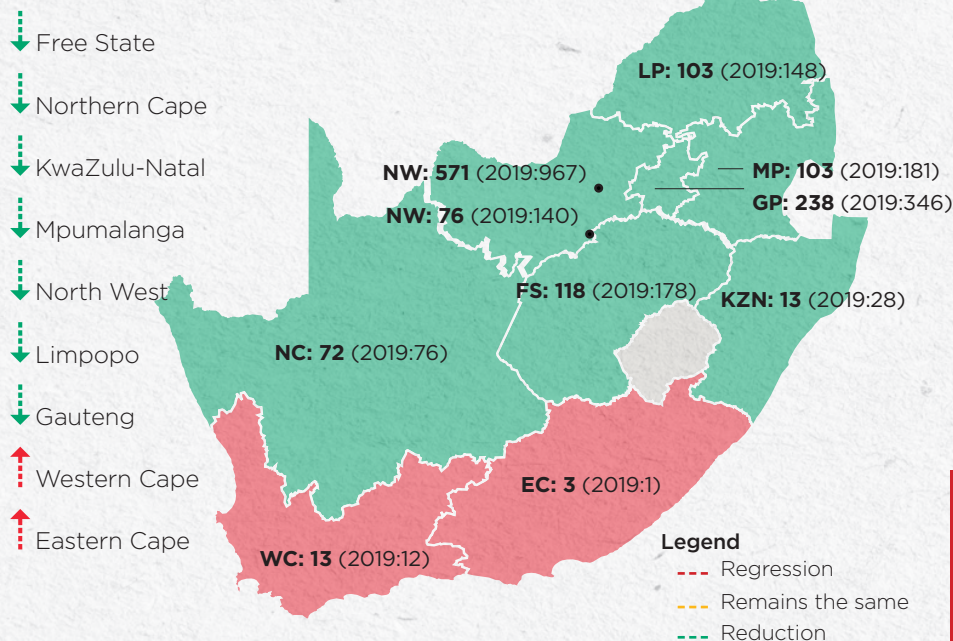 Free State
Northern Cape
KwaZulu-Natal
Mpumalanga
North West
Limpopo
Gauteng
Western Cape
Eastern Cape
LP: 103 (2019:148)
NW: 571 (2019:967)
MP: 103 (2019:181)
GP: 238 (2019:346)
NW: 76 (2019:140)
FS: 118 (2019:178)
KZN: 13 (2019:28)
NC: 72 (2019:76)
EC: 3 (2019:1)
WC: 13 (2019:12)
Legend
Regression
Remains the same
Reduction